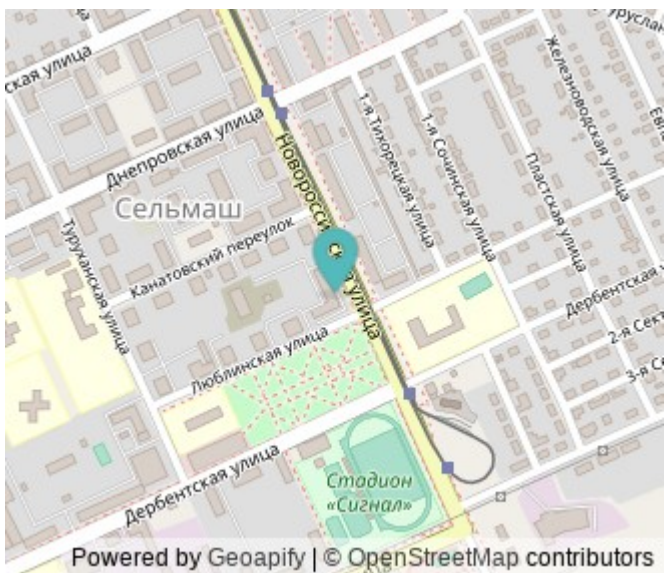 ская улица
Днепровская улица
Новороссийская улица
1-я Тихорецкая улица
1-я Сочинская улица
Пластская улица
Железноводская улица
Сельмаш
Канатовский переулок
Туруханская улица
Люблинская улица
Дербентская у
2-я Сек
3-я Се
Дербентская улица
Стадион
«Сигнал»
Powered by Geoapify | © OpenStreetMap contributors